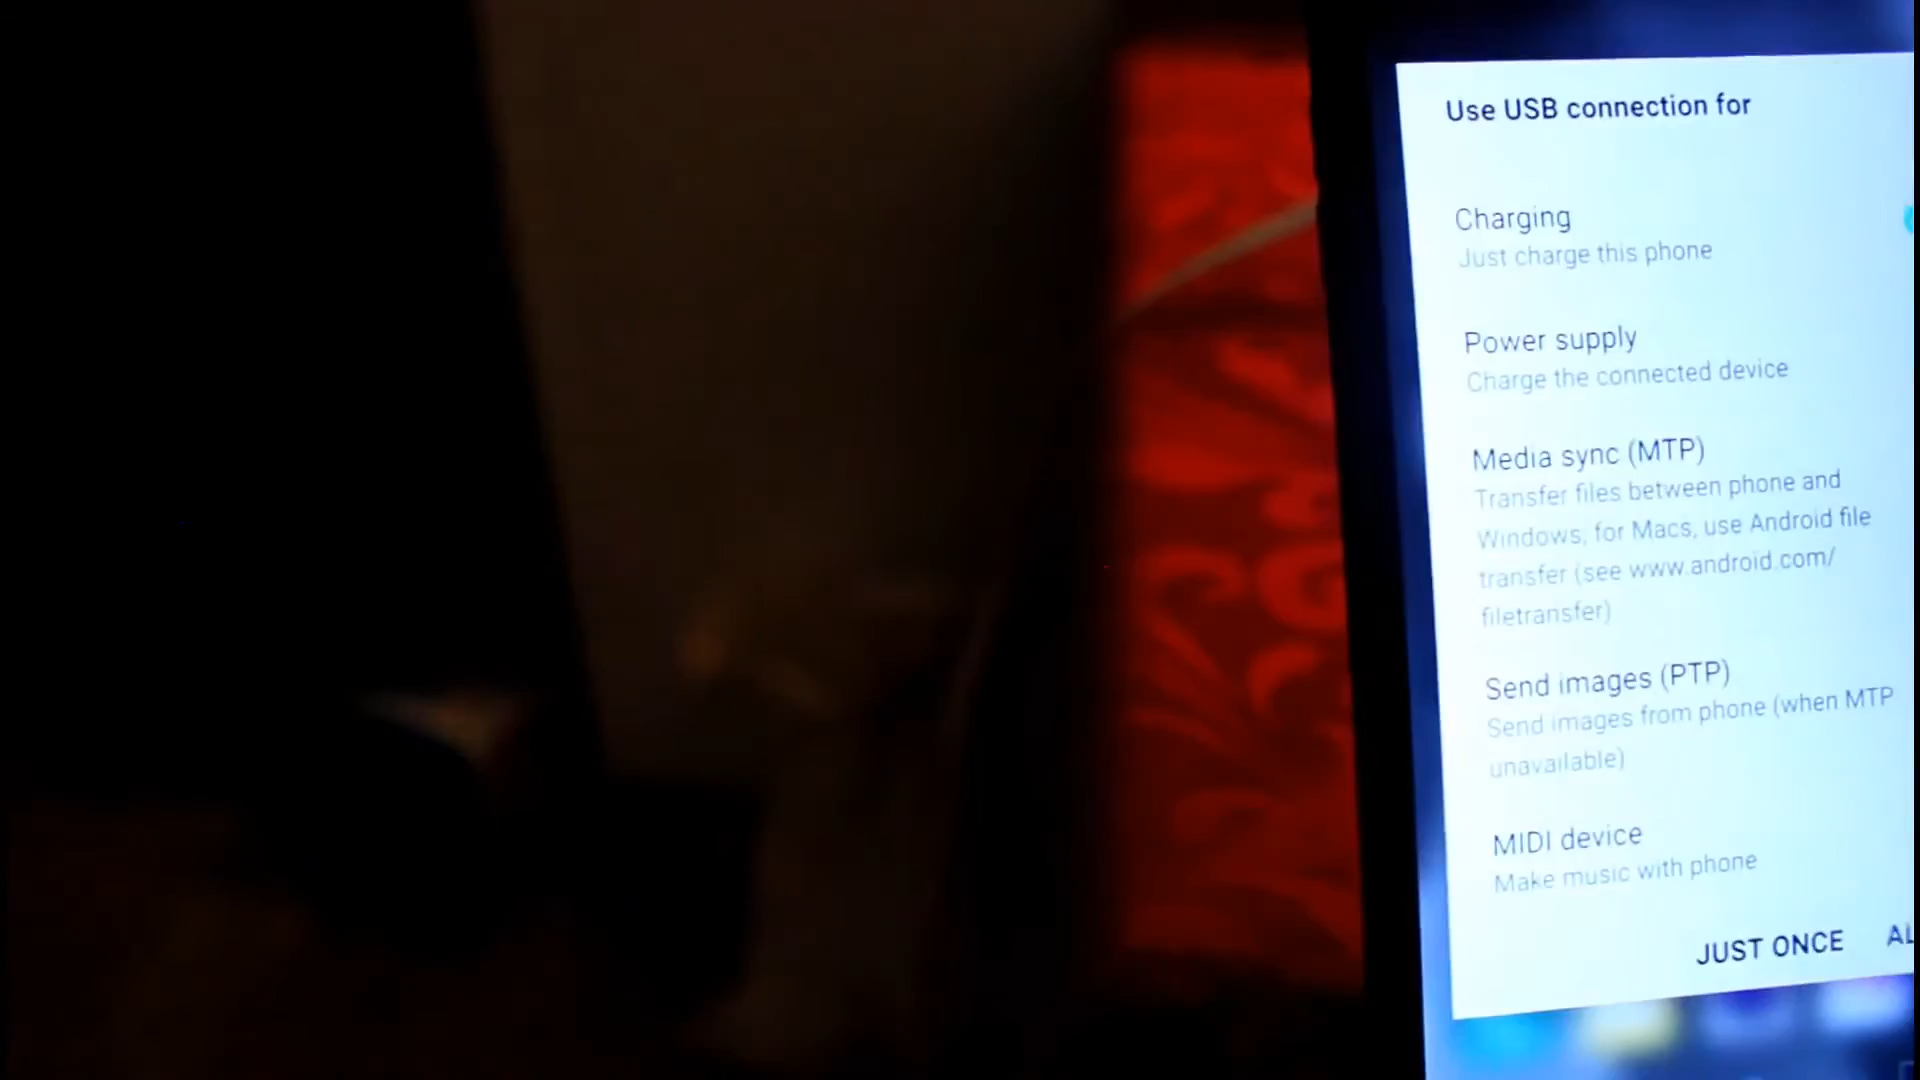 Use USB connection for
Charging
Just charge this phone
Power supply
Charge the connected device
Media sync (MTP)
Transfer files between phone and
Windows; for Macs, use Android file
transfer (see www.android.com/
filetransfer)
Send images (PTP)
Send images from phone (when MTP
unavailable)
MIDI device
Make music with phone
JUST ONCE
AL